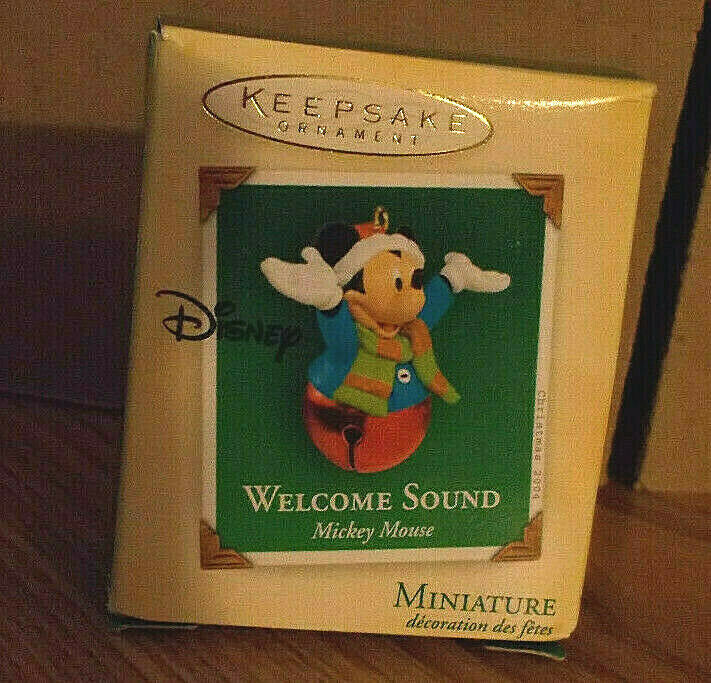 KEEPSAKE
ORNAMENT
DISNEY
Christmas 2004
WELCOME SOUND
Mickey Mouse
MINIATURE
décoration des fêtes